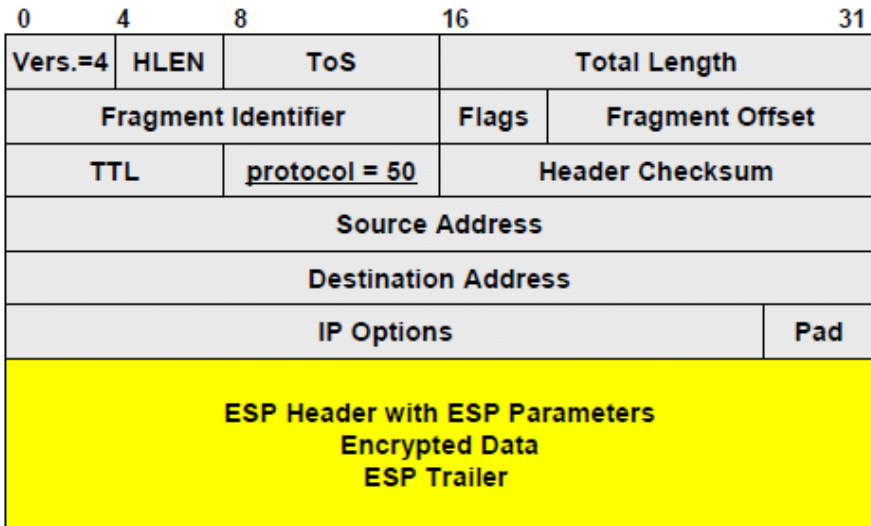 0 4 8 16 31
Vers.=4 HLEN ToS Total Length
Fragment Identifier Flags Fragment Offset
TTL protocol = 50 Header Checksum
Source Address
Destination Address
IP Options Pad
ESP Header with ESP Parameters
Encrypted Data
ESP Trailer